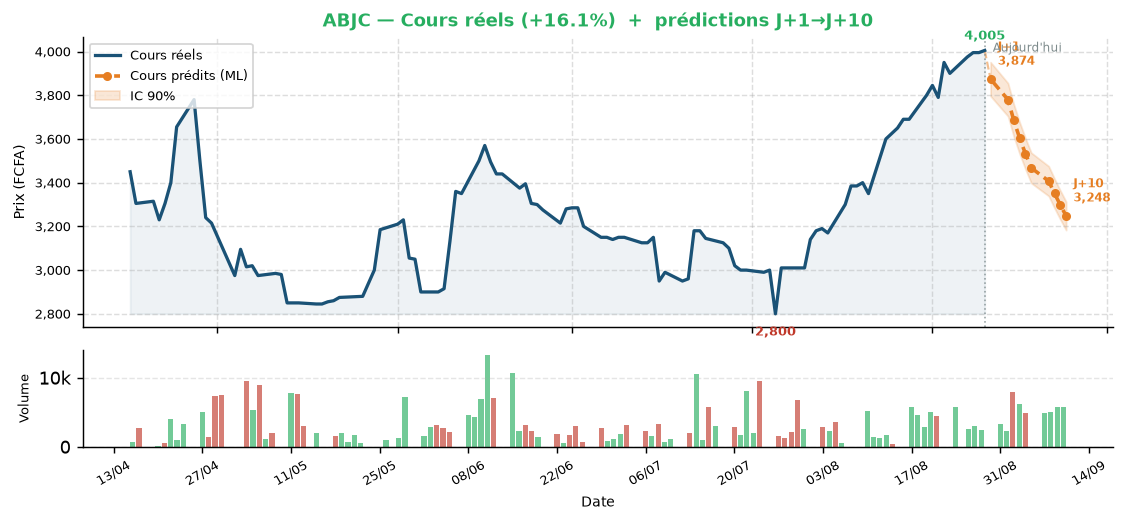 ABJC — Cours réels (+16.1%) + prédictions J+1→J+10
Cours réels
Cours prédits (ML)
IC 90%
4,005
Aujourd'hui
J+1
3,874
J+10
3,248
2,800
Prix (FCFA)
4,000
3,800
3,600
3,400
3,200
3,000
2,800
Volume
10k
0
13/04
27/04
11/05
25/05
08/06
22/06
06/07
20/07
03/08
17/08
31/08
14/09
Date